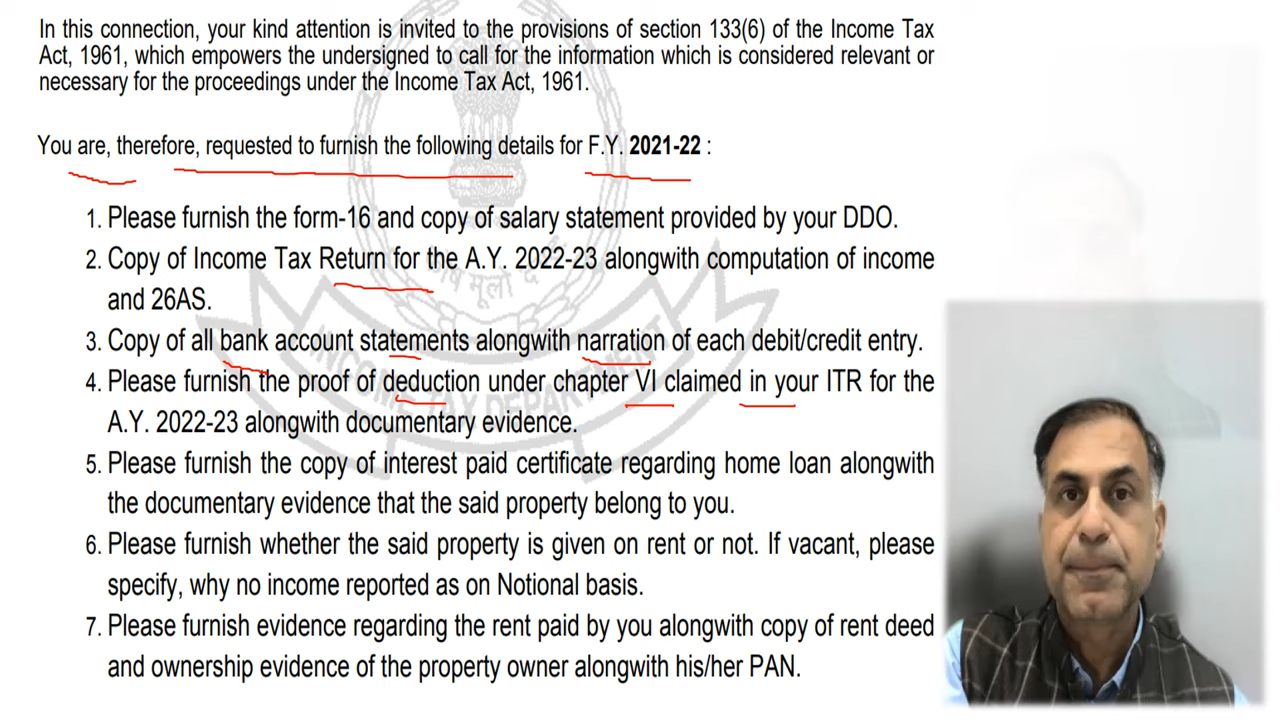 In this connection, your kind attention is invited to the provisions of section 133(6) of the Income Tax
Act, 1961, which empowers the undersigned to call for the information which is considered relevant or
necessary for the proceedings under the Income Tax Act, 1961.
You are, therefore, requested to furnish the following details for F.Y. 2021-22 :
1. Please furnish the form-16 and copy of salary statement provided by your DDO.
2. Copy of Income Tax Return for the A.Y. 2022-23 alongwith computation of income
and 26AS.
3. Copy of all bank account statements alongwith narration of each debit/credit entry.
4. Please furnish the proof of deduction under chapter VI claimed in your ITR for the
A.Y. 2022-23 alongwith documentary evidence.
5. Please furnish the copy of interest paid certificate regarding home loan alongwith
the documentary evidence that the said property belong to you.
6. Please furnish whether the said property is given on rent or not. If vacant, please
specify, why no income reported as on Notional basis.
7. Please furnish evidence regarding the rent paid by you alongwith copy of rent deed
and ownership evidence of the property owner alongwith his/her PAN.
INCOME TAX DEPARTMENT